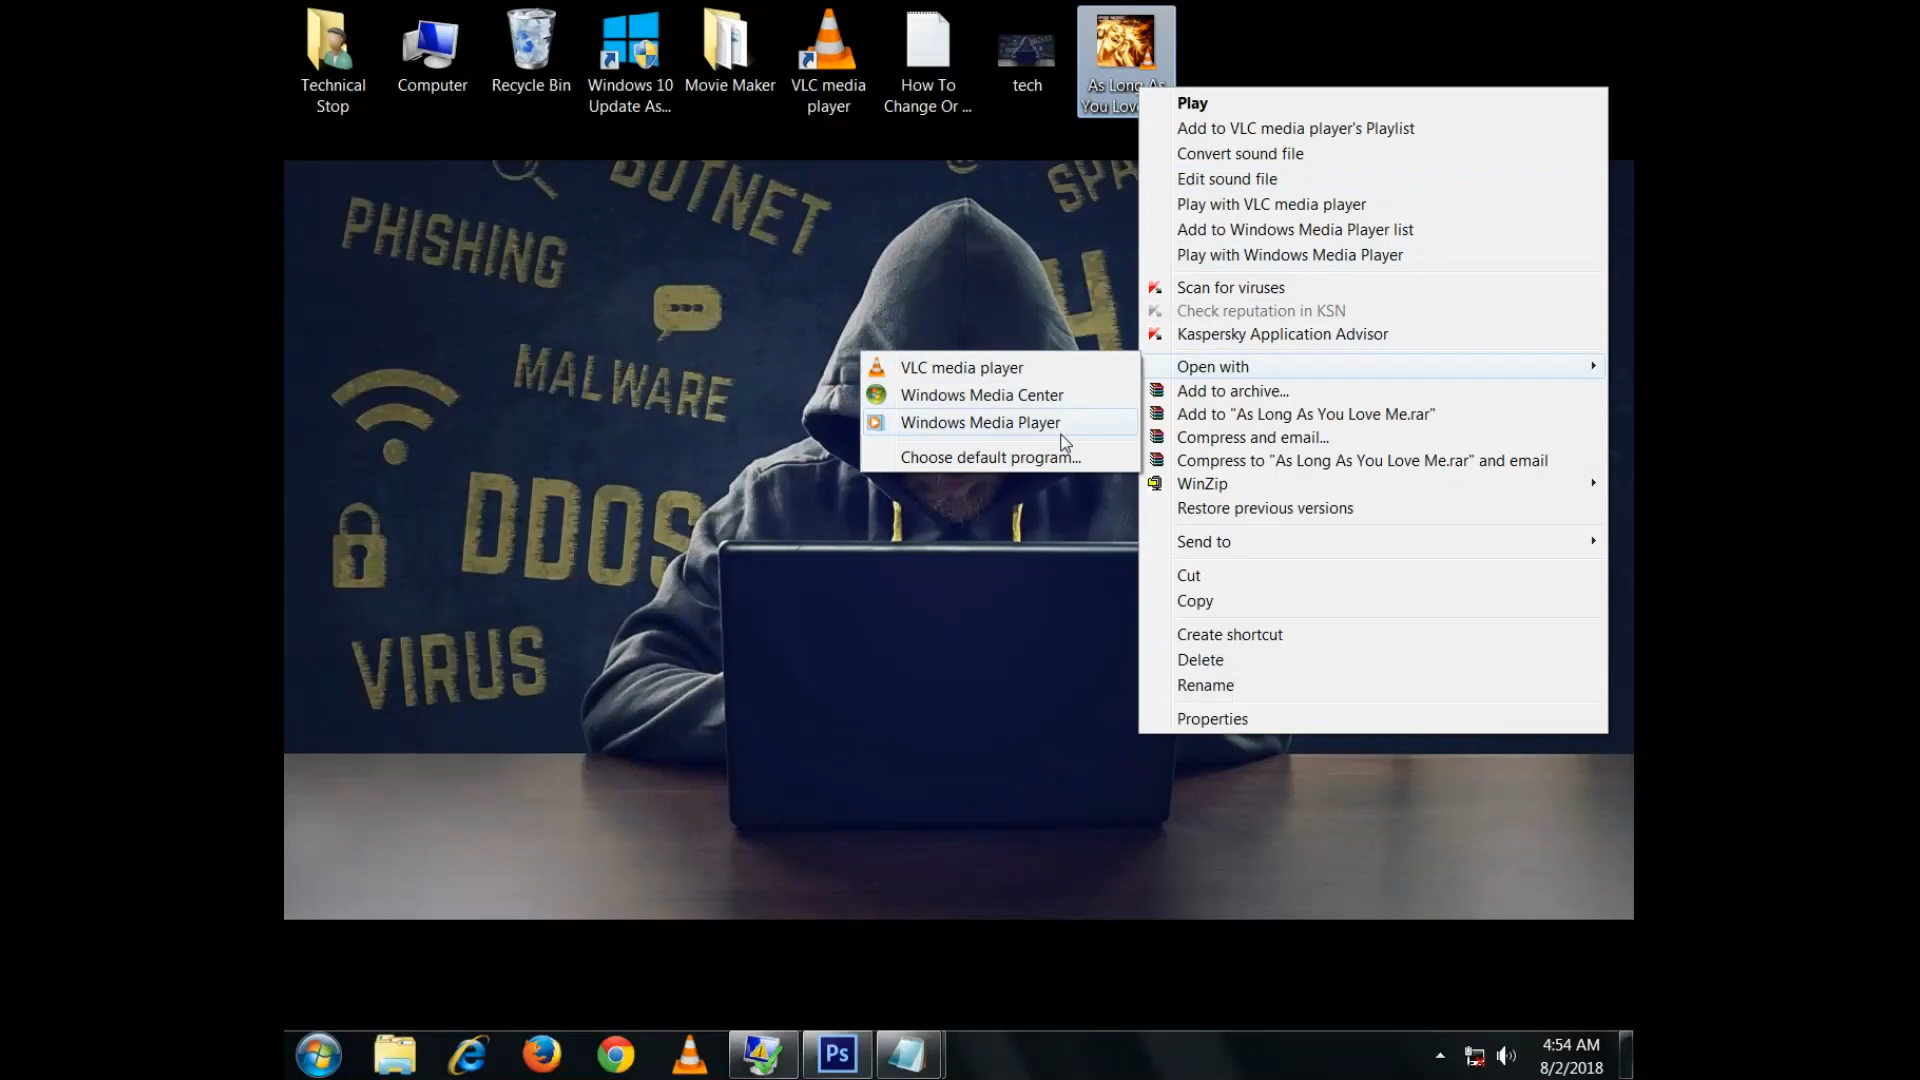 Technical
Stop
Computer
Recycle Bin
Windows 10
Update As...
Movie Maker
VLC media
player
How To
Change Or ...
tech
As Long As
You Lov
PHISHING
BOTNET
SPA
MALWARE
H
DDOS
VIRUS
Play
Add to VLC media player's Playlist
Convert sound file
Edit sound file
Play with VLC media player
Add to Windows Media Player list
Play with Windows Media Player
Scan for viruses
Check reputation in KSN
Kaspersky Application Advisor
Open with
Add to archive...
Add to "As Long As You Love Me.rar"
Compress and email...
Compress to "As Long As You Love Me.rar" and email
WinZip
Restore previous versions
Send to
Cut
Copy
Create shortcut
Delete
Rename
Properties
VLC media player
Windows Media Center
Windows Media Player
Choose default program...
Ps
4:54 AM
8/2/2018